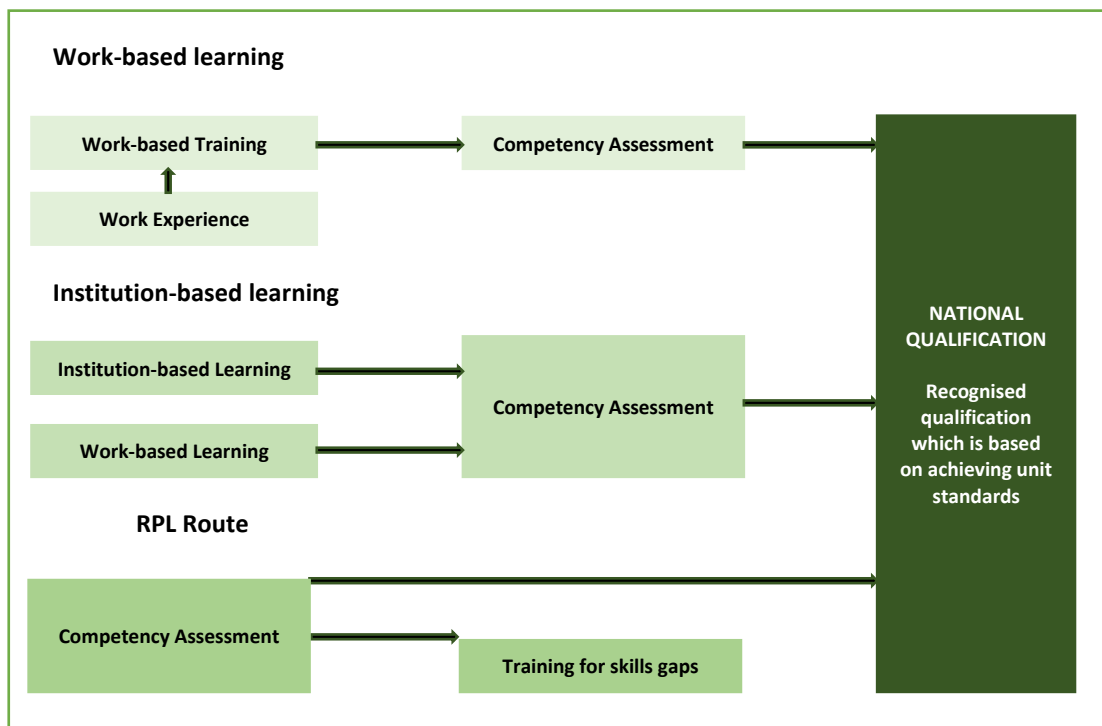 Work-based learning
Work-based Training
Competency Assessment
Work Experience
Institution-based learning
Institution-based Learning
Competency Assessment
Work-based Learning
NATIONAL
QUALIFICATION
Recognised
qualification
which is based
on achieving unit
standards
RPL Route
Competency Assessment
Training for skills gaps